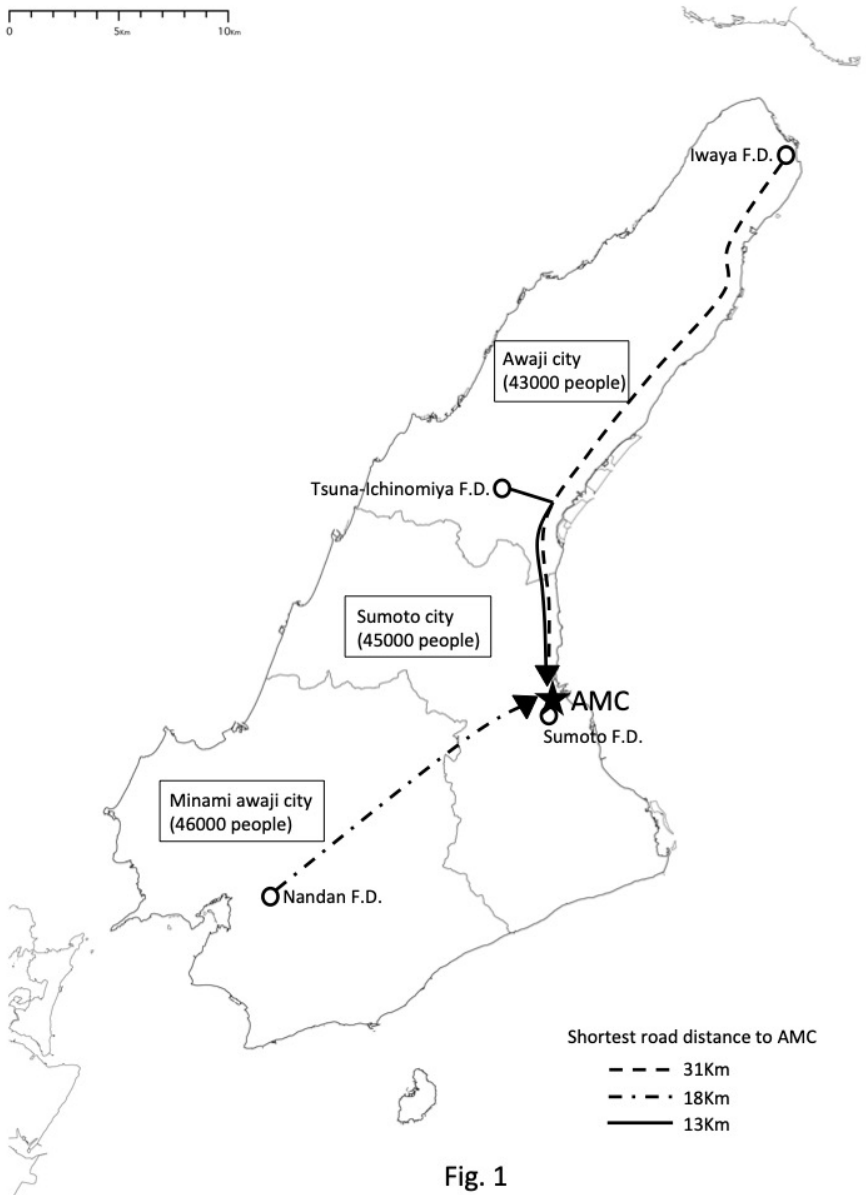 0 5Km 10Km
Iwaya F.D.
Awaji city
(43000 people)
Tsuna-Ichinomiya F.D.
Sumoto city
(45000 people)
AMC
Sumoto F.D.
Minami awaji city
(46000 people)
Nandan F.D.
Shortest road distance to AMC
31Km
18Km
13Km
Fig. 1